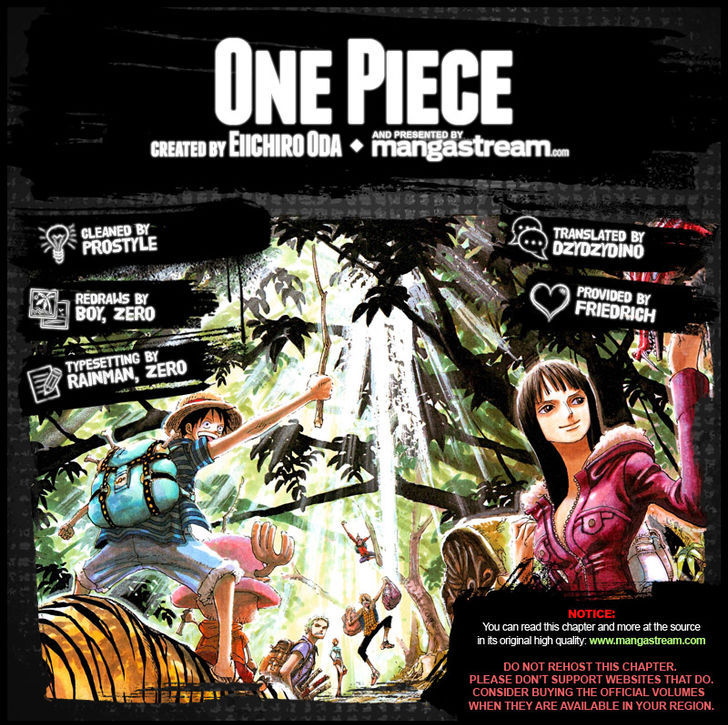 ONE PIECE
CREATED BY EIICHIRO ODA ◆ AND PRESENTED BY mangastream.com
CLEANED BY
PROSTYLE
REDRAWS BY
BOY, ZERO
TYPESETTING BY
RAINMAN, ZERO
TRANSLATED BY
DZYDZYDINO
PROVIDED BY
FRIEDRICH
NOTICE:
You can read this chapter and more at the source
in its original high quality: www.mangastream.com
DO NOT REHOST THIS CHAPTER.
PLEASE DON'T SUPPORT WEBSITES THAT DO.
CONSIDER BUYING THE OFFICIAL VOLUMES
WHEN THEY ARE AVAILABLE IN YOUR REGION.